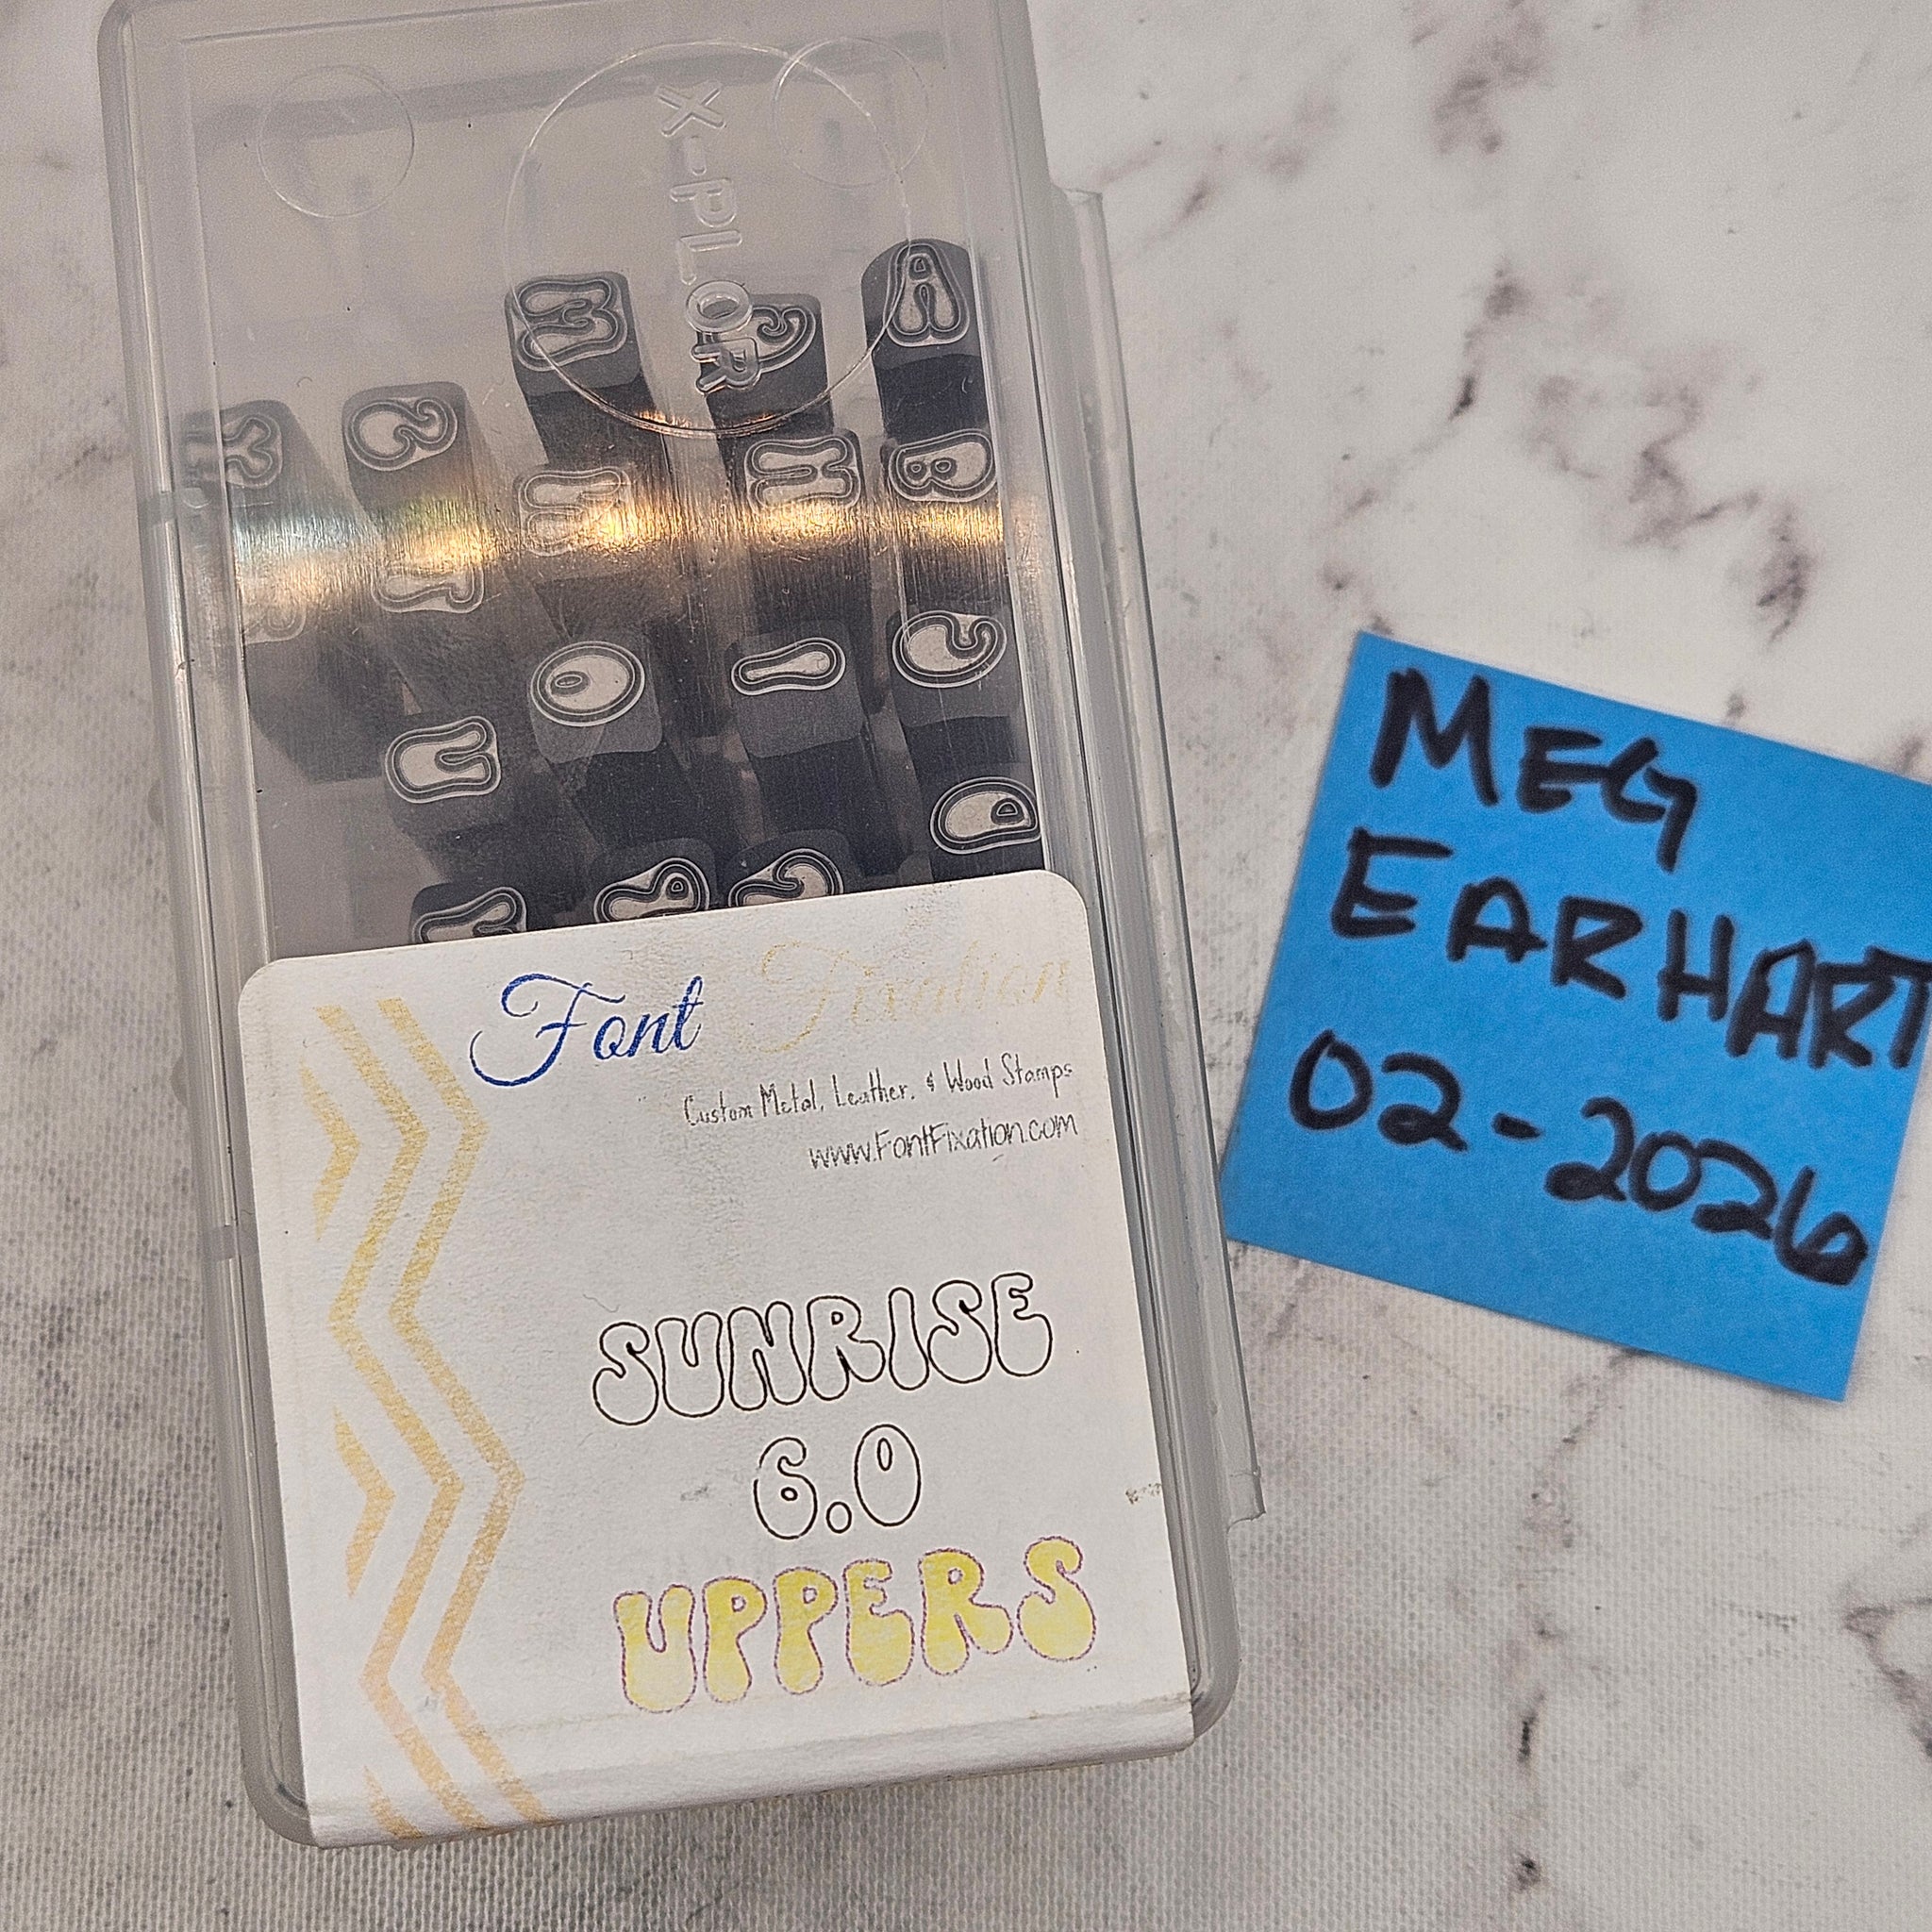 X-PLOR
Font Fixation
Custom Metal, Leather, & Wood Stamps
www.FontFixation.com
SUNRISE
6.0
UPPERS
MEG
EARHART
02-2026